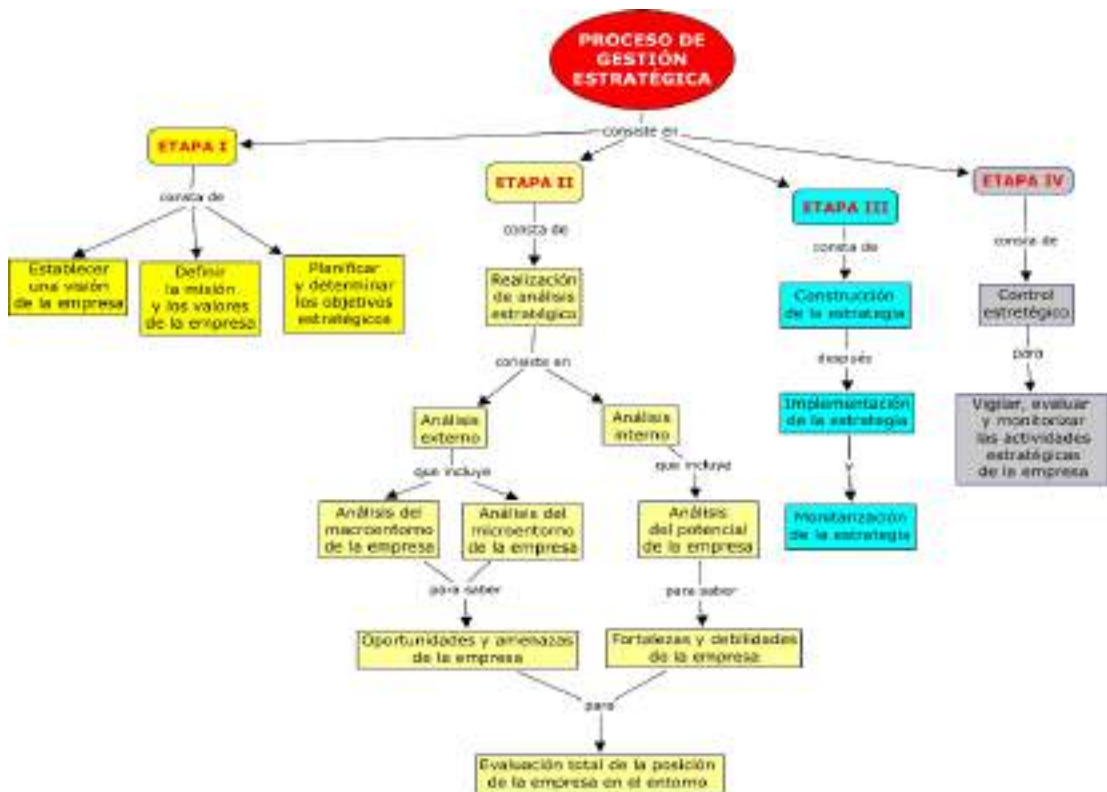 PROCESO DE
GESTIÓN
ESTRATÉGICA
consiste en
ETAPA I
consta de
Establecer
una visión
de la empresa
Definir
la misión
y los valores
de la empresa
Planificar
y determinar
los objetivos
estratégicos
ETAPA II
consta de
Realización
de análisis
estratégico
consiste en
Análisis
externo
que incluye
Análisis del
macroentorno
de la empresa
Análisis del
microentorno
de la empresa
para saber
Oportunidades y amenazas
de la empresa
Análisis
interno
que incluye
Análisis
del potencial
de la empresa
para saber
Fortalezas y debilidades
de la empresa
para
Evaluación total de la posición
de la empresa en el entorno
ETAPA III
consta de
Construcción
de la estrategia
después
Implementación
de la estrategia
y
de la estrategia
ETAPA IV
consta de
Control
estretégico
para
Vigilar, evaluar
y monitorizar
las actividades
estratégicas
de la empresa